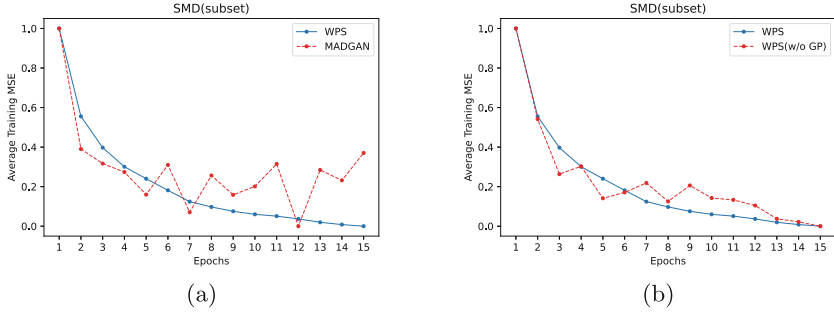 SMD(subset)
WPS
MADGAN
Average Training MSE
1.0
0.8
0.6
0.4
0.2
0.0
1 2 3 4 5 6 7 8 9 10 11 12 13 14 15
Epochs
(a)
SMD(subset)
WPS
WPS(w/o GP)
Average Training MSE
1.0
0.8
0.6
0.4
0.2
0.0
1 2 3 4 5 6 7 8 9 10 11 12 13 14 15
Epochs
(b)